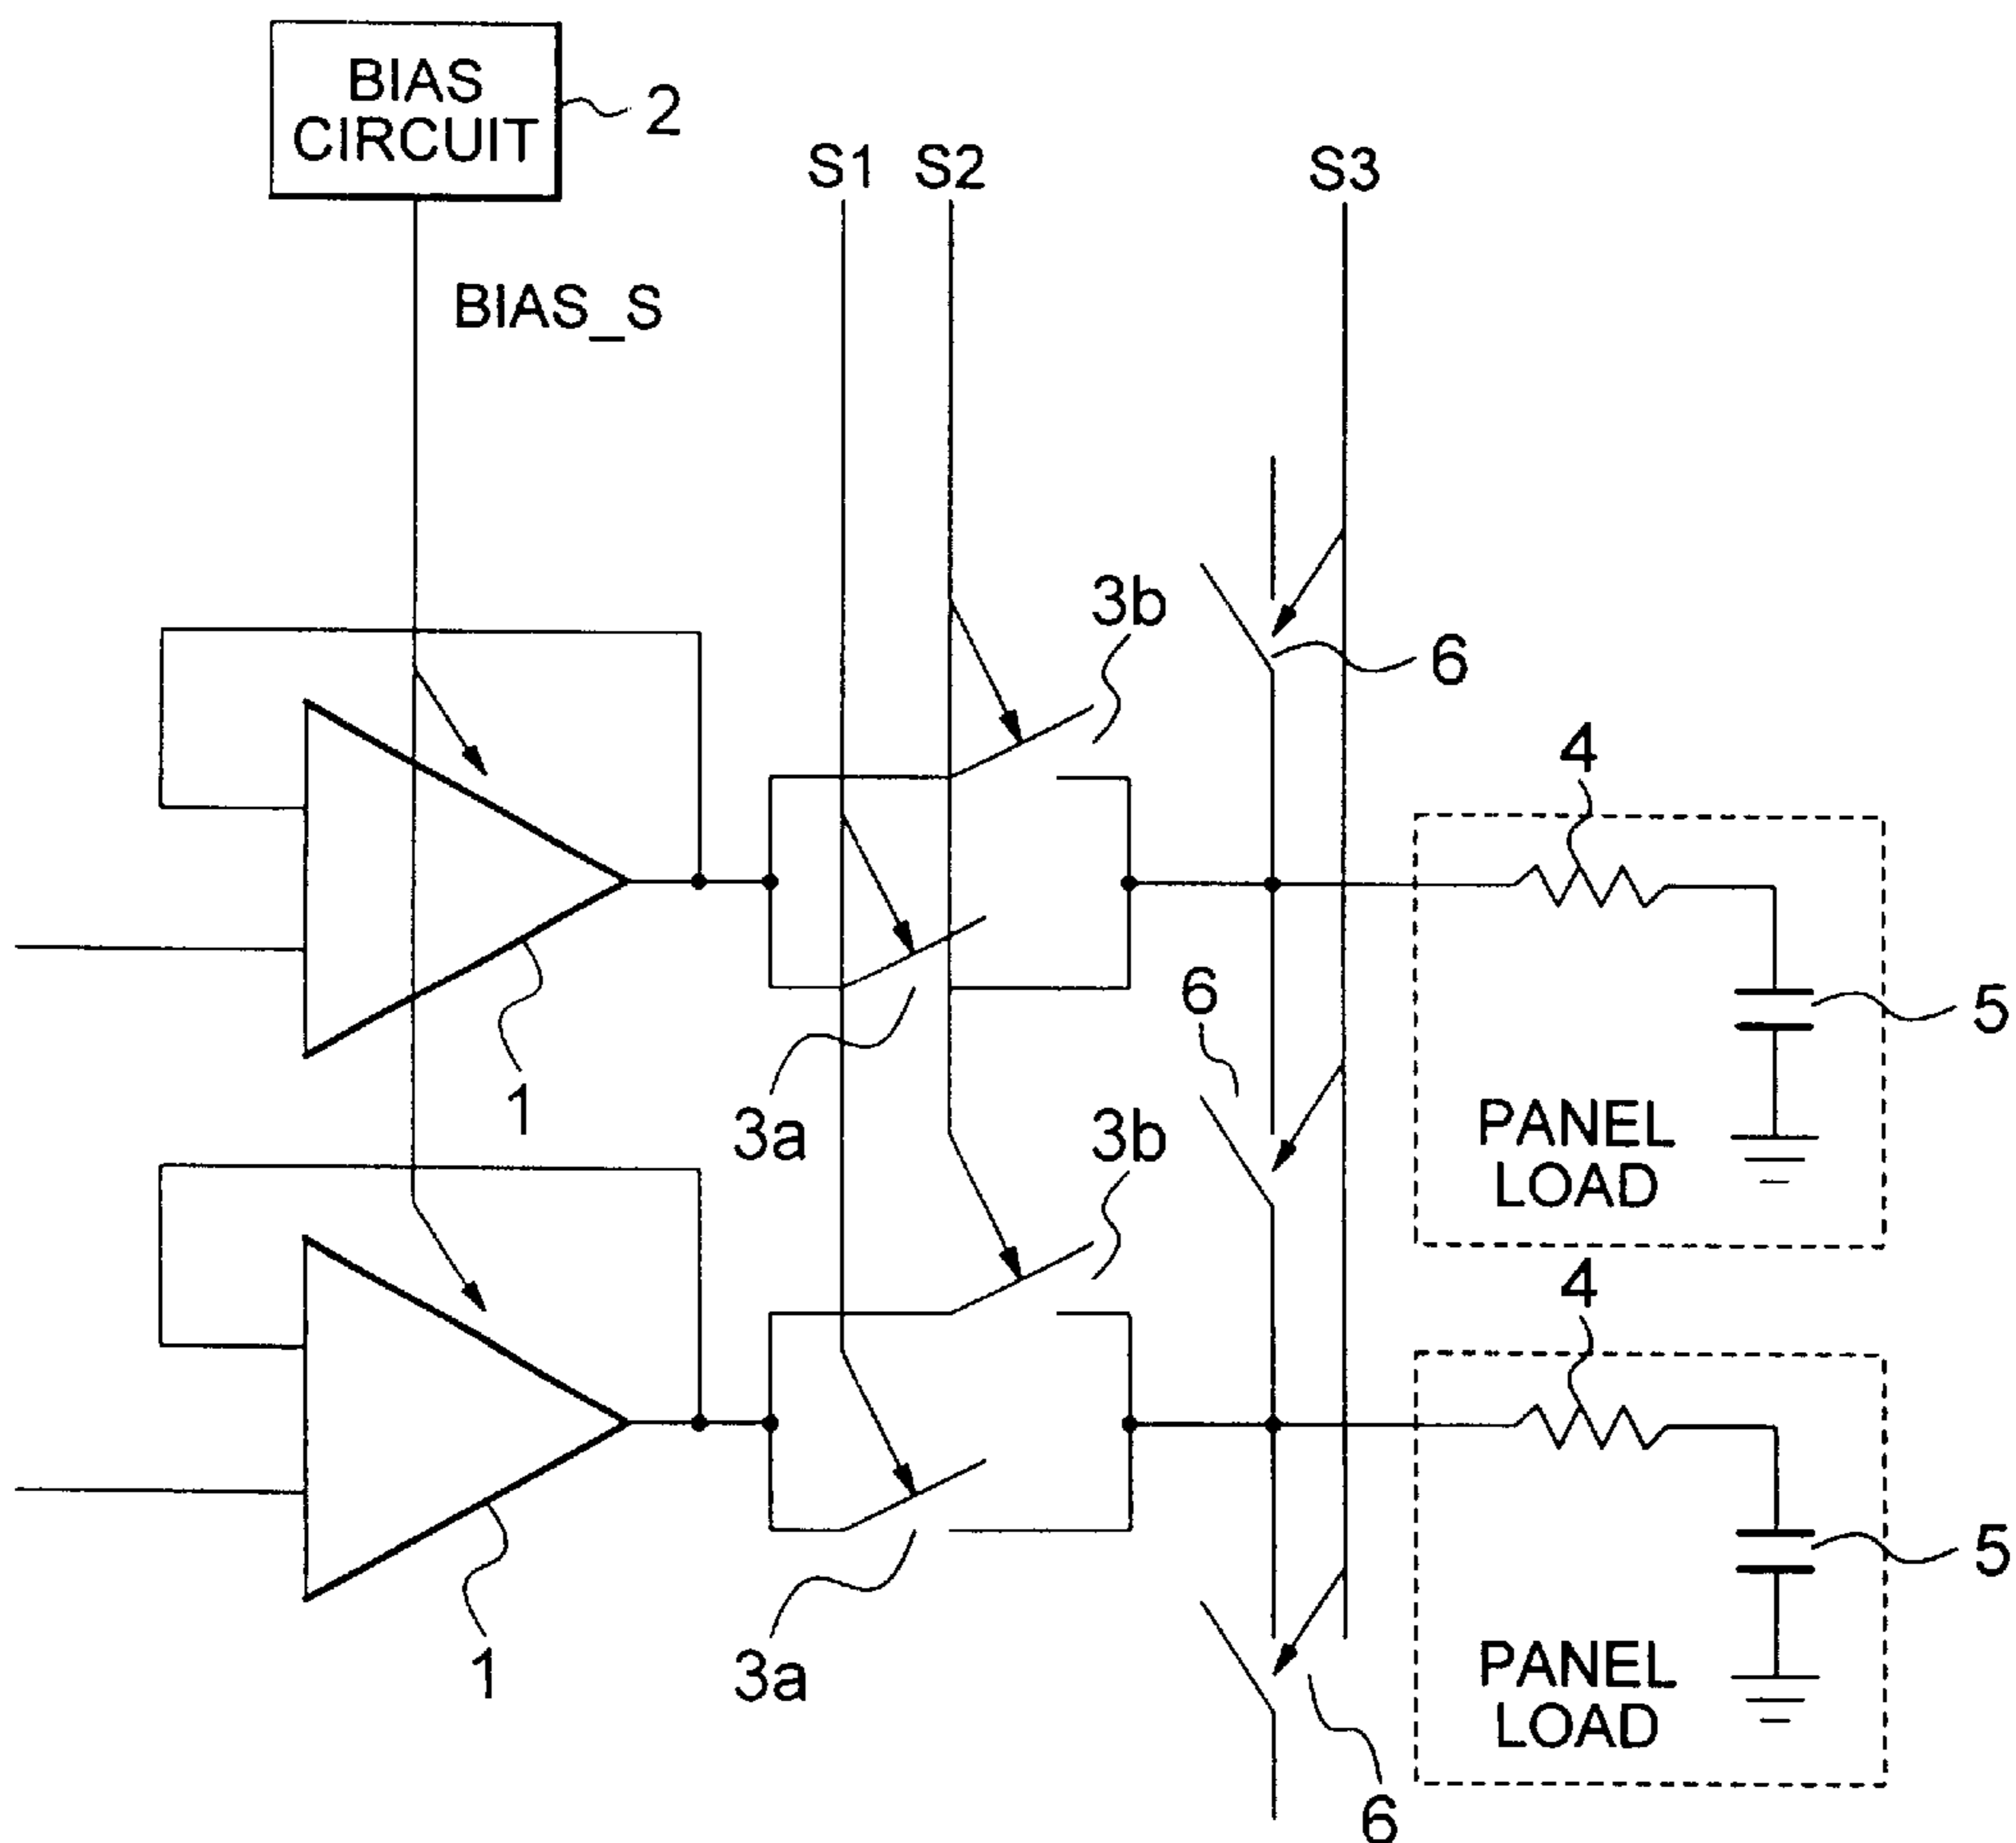 BIAS
CIRCUIT
2
S1 S2 S3
BIAS_S
3b
6
4
6
5
1
3a
3b
PANEL
LOAD
4
5
1
3a
PANEL
LOAD
6